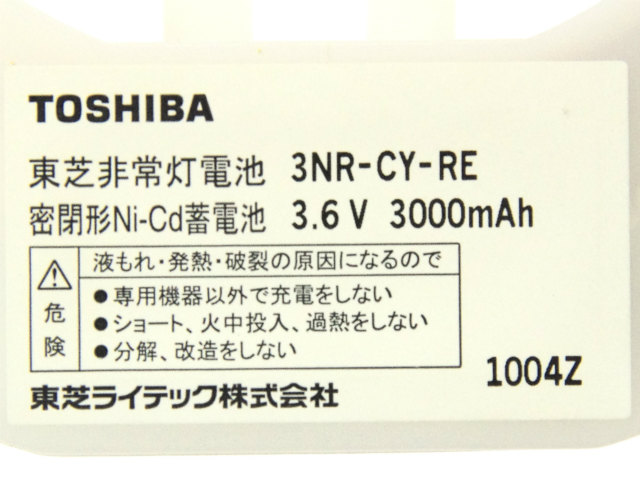 TOSHIBA
東芝非常灯電池 3NR-CY-RE
密閉形Ni-Cd蓄電池 3.6V 3000mAh
危険
液もれ・発熱・破裂の原因になるので
●専用機器以外で充電をしない
●ショート、火中投入、過熱をしない
●分解、改造をしない
1004Z
東芝ライテック株式会社